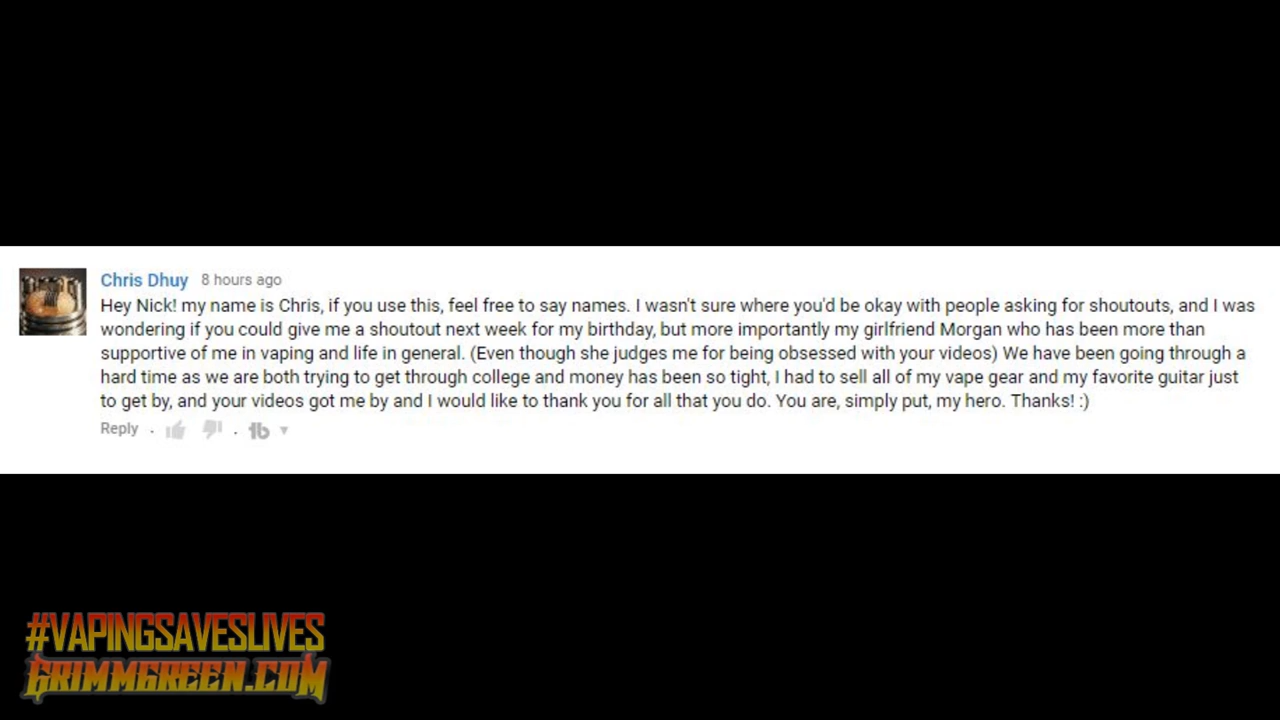 Chris Dhuy 8 hours ago
Hey Nick! my name is Chris, if you use this, feel free to say names. I wasn't sure where you'd be okay with people asking for shoutouts, and I was
wondering if you could give me a shoutout next week for my birthday, but more importantly my girlfriend Morgan who has been more than
supportive of me in vaping and life in general. (Even though she judges me for being obsessed with your videos) We have been going through a
hard time as we are both trying to get through college and money has been so tight, I had to sell all of my vape gear and my favorite guitar just
to get by, and your videos got me by and I would like to thank you for all that you do. You are, simply put, my hero. Thanks! :)
Reply
#VAPINGSAVESLIVES
GRIMMGREEN.COM